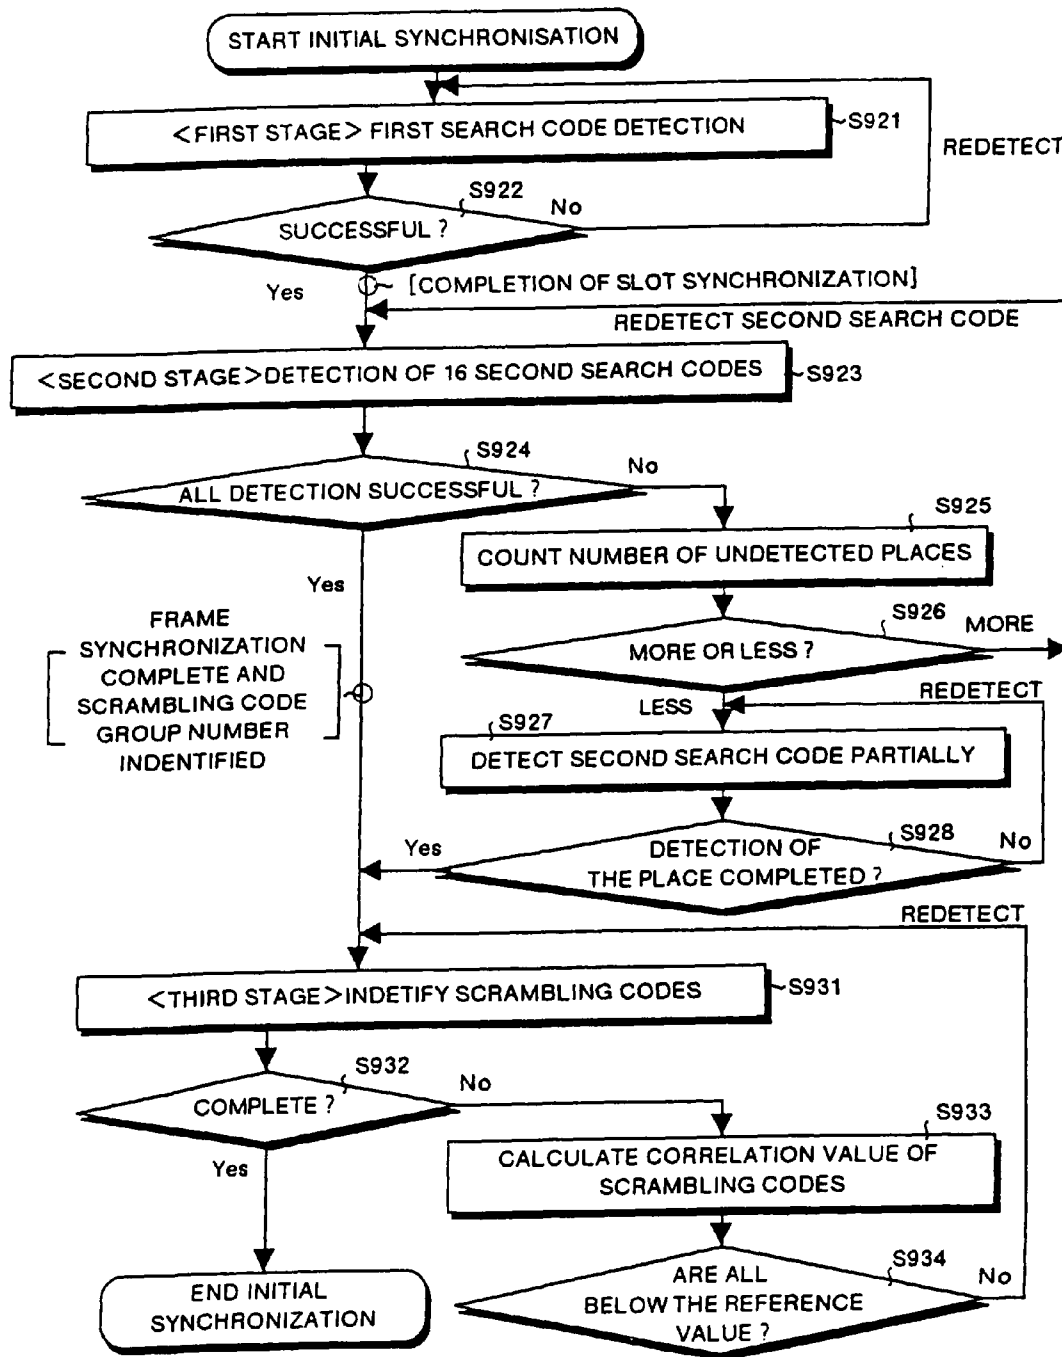 START INITIAL SYNCHRONISATION
<FIRST STAGE> FIRST SEARCH CODE DETECTION
S921
REDETECT
S922
No
SUCCESSFUL ?
Yes
[COMPLETION OF SLOT SYNCHRONIZATION]
REDETECT SECOND SEARCH CODE
<SECOND STAGE>DETECTION OF 16 SECOND SEARCH CODES
S923
S924
No
ALL DETECTION SUCCESSFUL ?
S925
COUNT NUMBER OF UNDETECTED PLACES
Yes
FRAME
SYNCHRONIZATION
COMPLETE AND
SCRAMBLING CODE
GROUP NUMBER
INDENTIFIED
S926
MORE
MORE OR LESS ?
REDETECT
LESS
S927
DETECT SECOND SEARCH CODE PARTIALLY
S928
No
Yes
DETECTION OF
THE PLACE COMPLETED ?
REDETECT
<THIRD STAGE>INDETIFY SCRAMBLING CODES
S931
S932
No
COMPLETE ?
Yes
S933
CALCULATE CORRELATION VALUE OF
SCRAMBLING CODES
S934
No
ARE ALL
BELOW THE REFERENCE
VALUE ?
END INITIAL
SYNCHRONIZATION